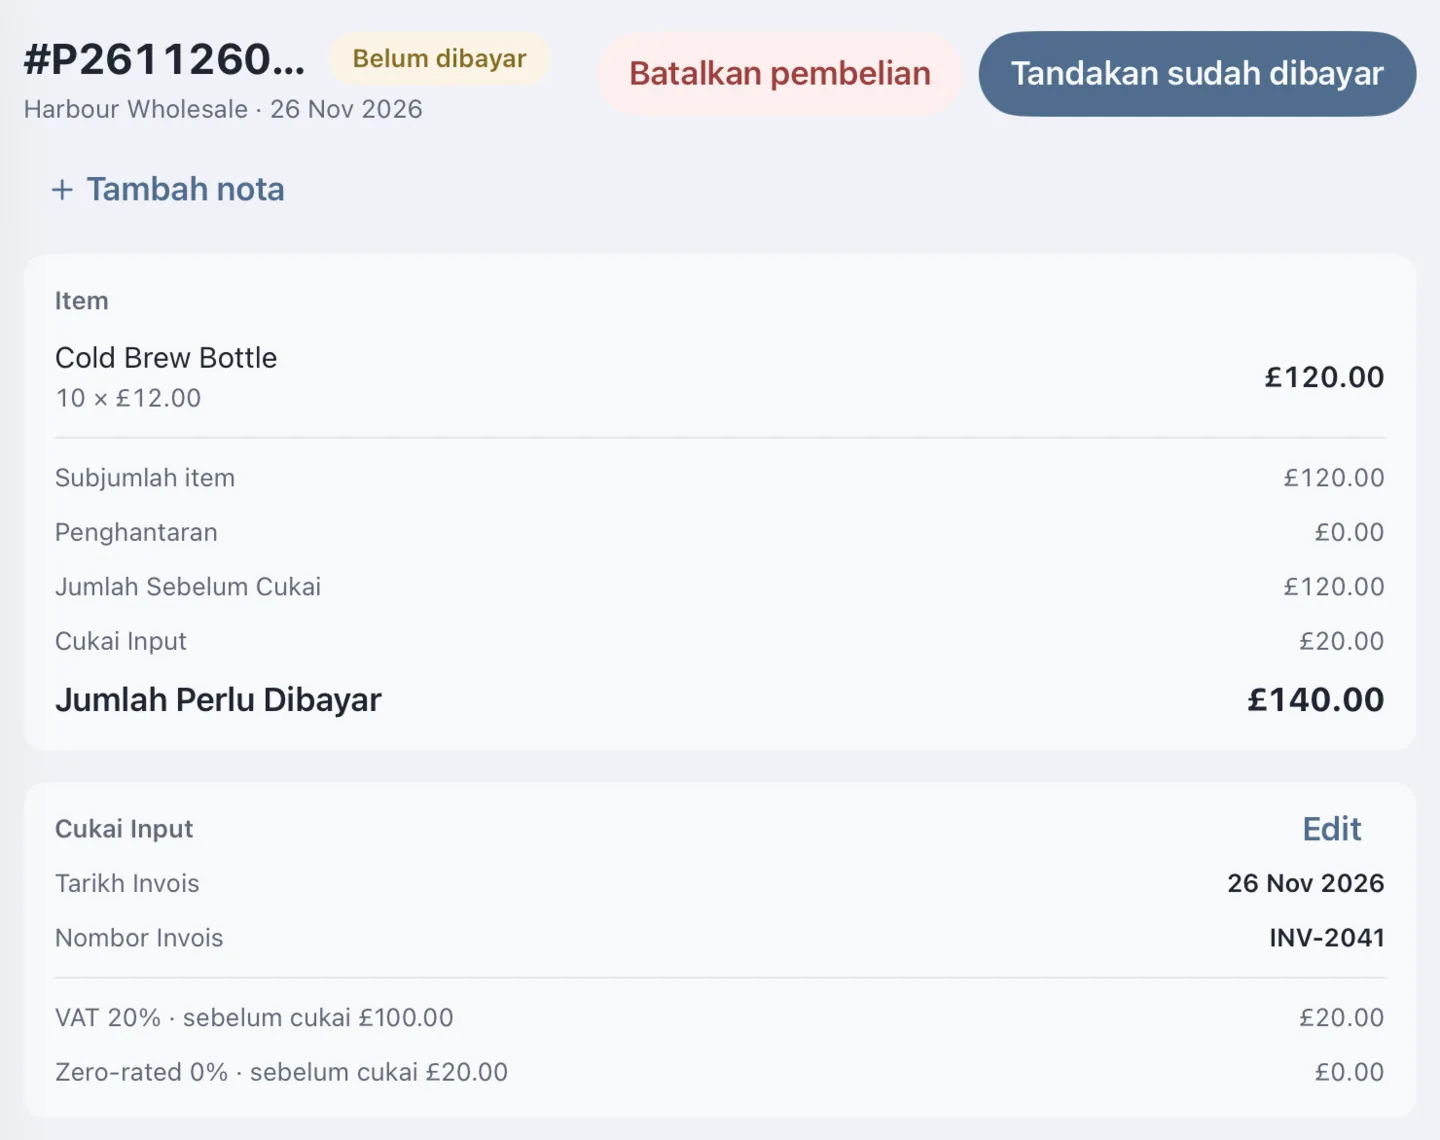 #P2611260...
Belum dibayar
Batalkan pembelian
Tandakan sudah dibayar
Harbour Wholesale · 26 Nov 2026
+ Tambah nota
Item
Cold Brew Bottle
10 × £12.00
£120.00
Subjumlah item £120.00
Penghantaran £0.00
Jumlah Sebelum Cukai £120.00
Cukai Input £20.00
Jumlah Perlu Dibayar £140.00
Cukai Input Edit
Tarikh Invois 26 Nov 2026
Nombor Invois INV-2041
VAT 20% · sebelum cukai £100.00 £20.00
Zero-rated 0% · sebelum cukai £20.00 £0.00